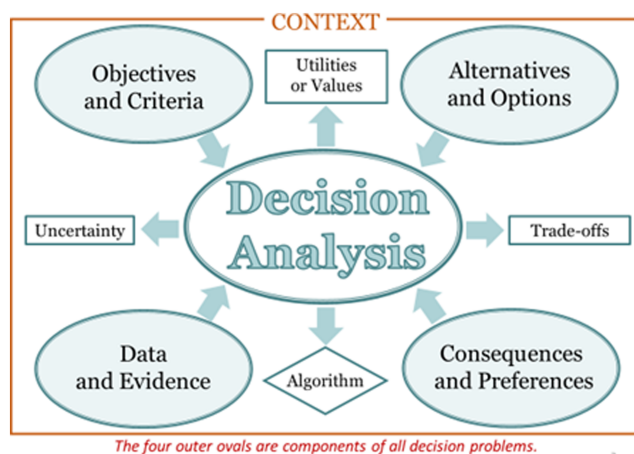 CONTEXT
Objectives
and Criteria
Utilities
or Values
Alternatives
and Options
Decision
Analysis
Uncertainty
Trade-offs
Data
and Evidence
Algorithm
Consequences
and Preferences
The four outer ovals are components of all decision problems.